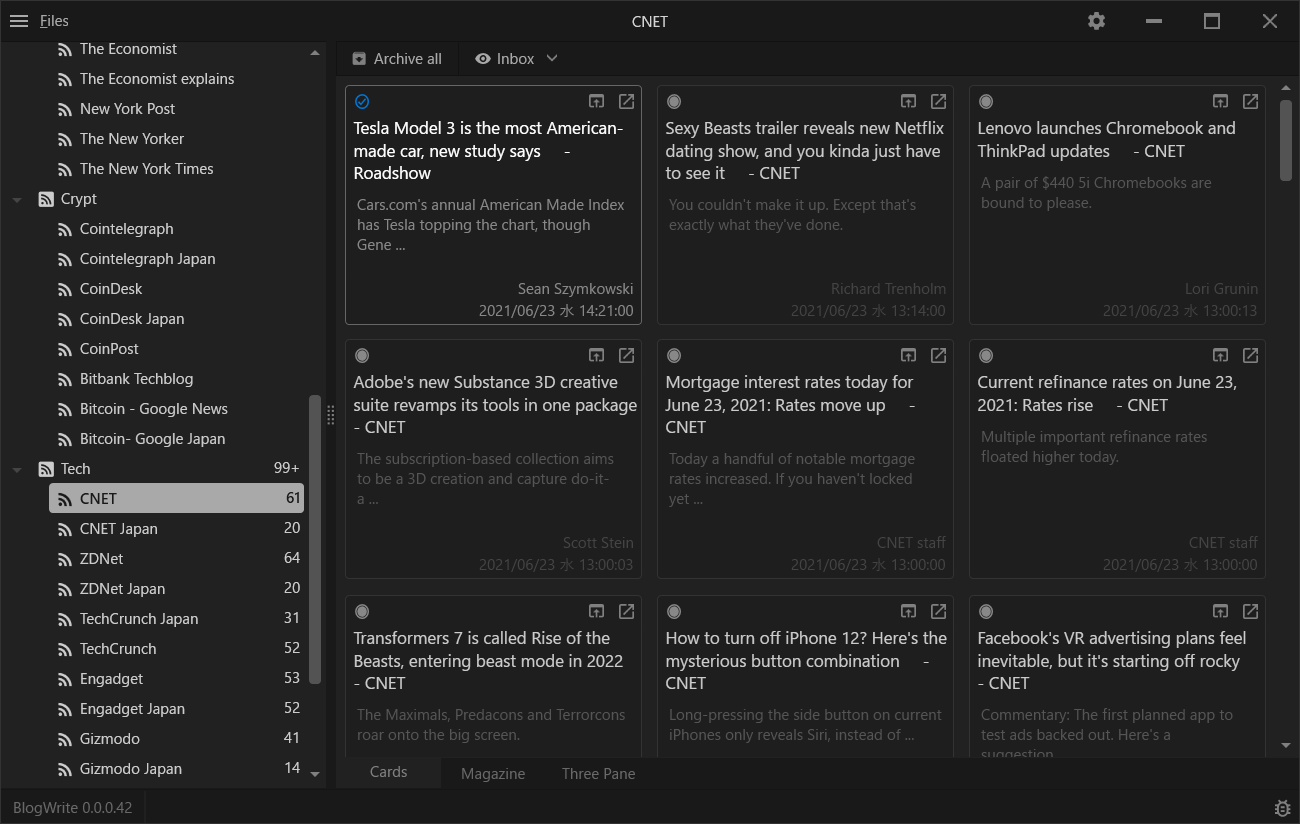 Files
CNET
The Economist
The Economist explains
New York Post
The New Yorker
The New York Times
Crypt
Cointelegraph
Cointelegraph Japan
CoinDesk
CoinDesk Japan
CoinPost
Bitbank Techblog
Bitcoin - Google News
Bitcoin- Google Japan
Tech 99+
CNET 61
CNET Japan 20
ZDNet 64
ZDNet Japan 20
TechCrunch Japan 31
TechCrunch 52
Engadget 53
Engadget Japan 52
Gizmodo 41
Gizmodo Japan 14
Archive all
Inbox
Tesla Model 3 is the most American-
made car, new study says -
Roadshow
Cars.com's annual American Made Index
has Tesla topping the chart, though
Gene ...
Sean Szymkowski
2021/06/23 水 14:21:00
Sexy Beasts trailer reveals new Netflix
dating show, and you kinda just have
to see it - CNET
You couldn't make it up. Except that's
exactly what they've done.
Richard Trenholm
2021/06/23 水 13:14:00
Lenovo launches Chromebook and
ThinkPad updates - CNET
A pair of $440 5i Chromebooks are
bound to please.
Lori Grunin
2021/06/23 水 13:00:13
Adobe's new Substance 3D creative
suite revamps its tools in one package
- CNET
The subscription-based collection aims
to be a 3D creation and capture do-it-
a ...
Scott Stein
2021/06/23 水 13:00:03
Mortgage interest rates today for
June 23, 2021: Rates move up -
CNET
Today a handful of notable mortgage
rates increased. If you haven't locked
yet ...
CNET staff
2021/06/23 水 13:00:00
Current refinance rates on June 23,
2021: Rates rise - CNET
Multiple important refinance rates
floated higher today.
CNET staff
2021/06/23 水 13:00:00
Transformers 7 is called Rise of the
Beasts, entering beast mode in 2022
- CNET
The Maximals, Predacons and Terrorcons
roar onto the big screen.
How to turn off iPhone 12? Here's the
mysterious button combination -
CNET
Long-pressing the side button on current
iPhones only reveals Siri, instead of ...
Facebook's VR advertising plans feel
inevitable, but it's starting off rocky
- CNET
Commentary: The first planned app to
test ads backed out. Here's a
suggestion
Cards
Magazine
Three Pane
BlogWrite 0.0.0.42